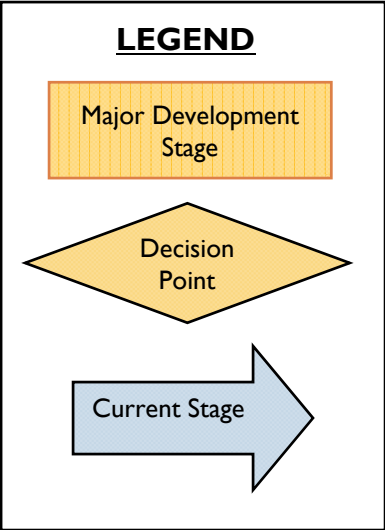 LEGEND
Major Development
Stage
Decision
Point
Current Stage